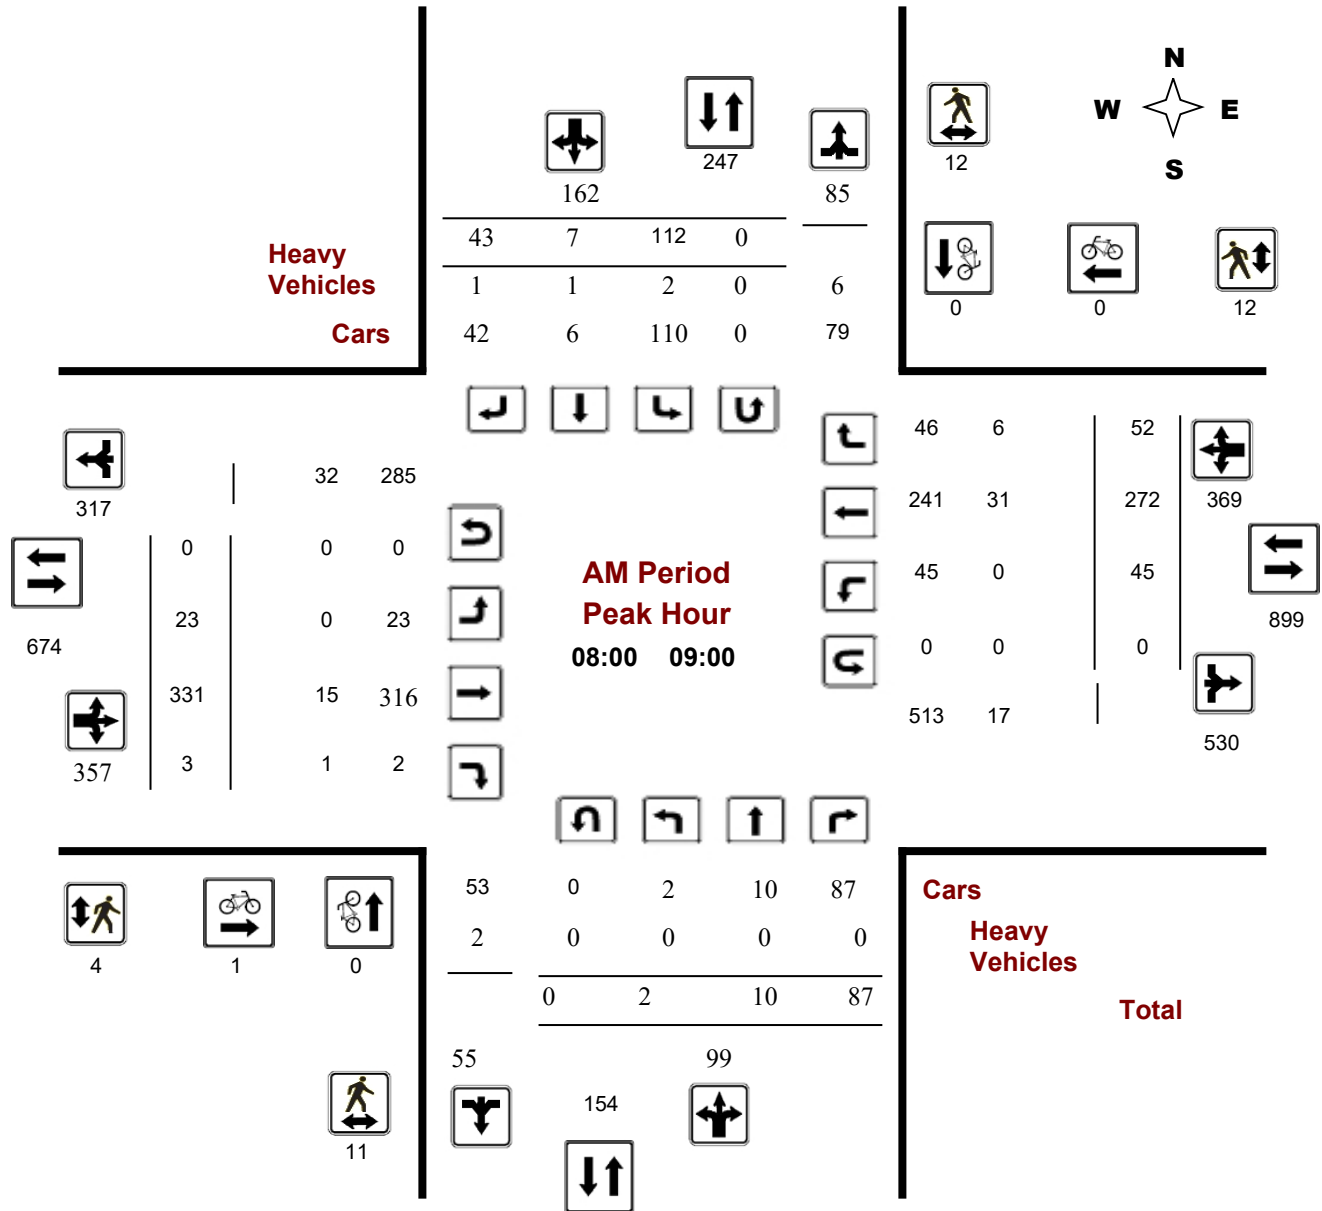 N
W E
S
247
12
162 85
43 7 112 0
Heavy
Vehicles
1 1 2 0 6
0 0 12
Cars
42 6 110 0 79
46 6 52
32 285
317
241 31 272 369
0 0 0
AM Period
45 0 45
Peak Hour
23 0 23
899
674
08:00 09:00
0 0 0
331 15 316
513 17
530
357
3 1 2
53 0 2 10 87
Cars
2 0 0 0 0
Heavy
Vehicles
4 1 0
0 2 10 87
Total
55 99
154
11